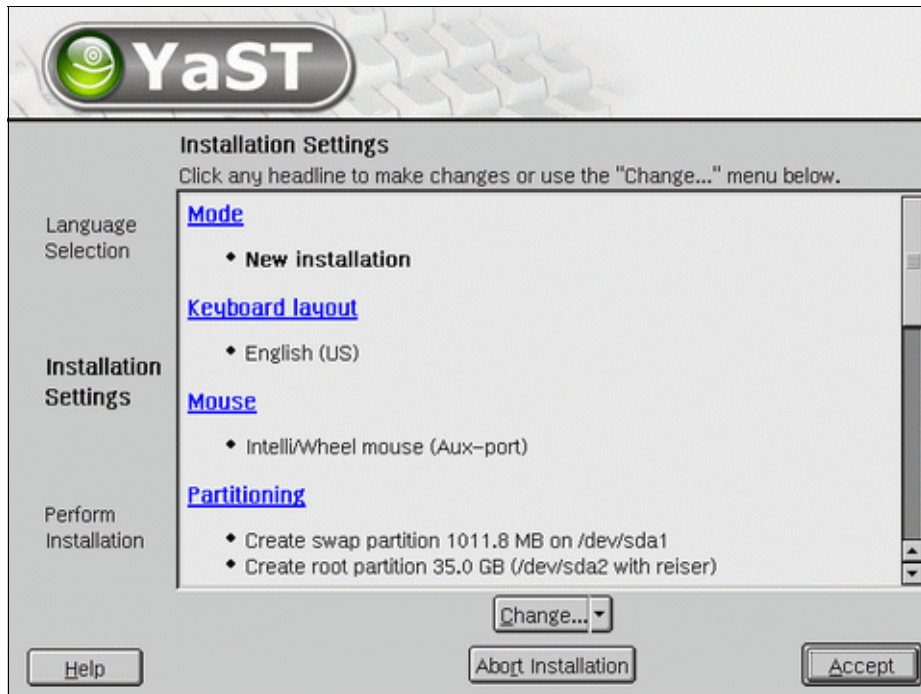 YaST
Installation Settings
Click any headline to make changes or use the "Change..." menu below.
Language
Selection
Installation
Settings
Perform
Installation
Mode
• New installation
Keyboard layout
• English (US)
Mouse
• Intelli/Wheel mouse (Aux-port)
Partitioning
• Create swap partition 1011.8 MB on /dev/sda1
• Create root partition 35.0 GB (/dev/sda2 with reiser)
Change...
Help
Abort Installation
Accept